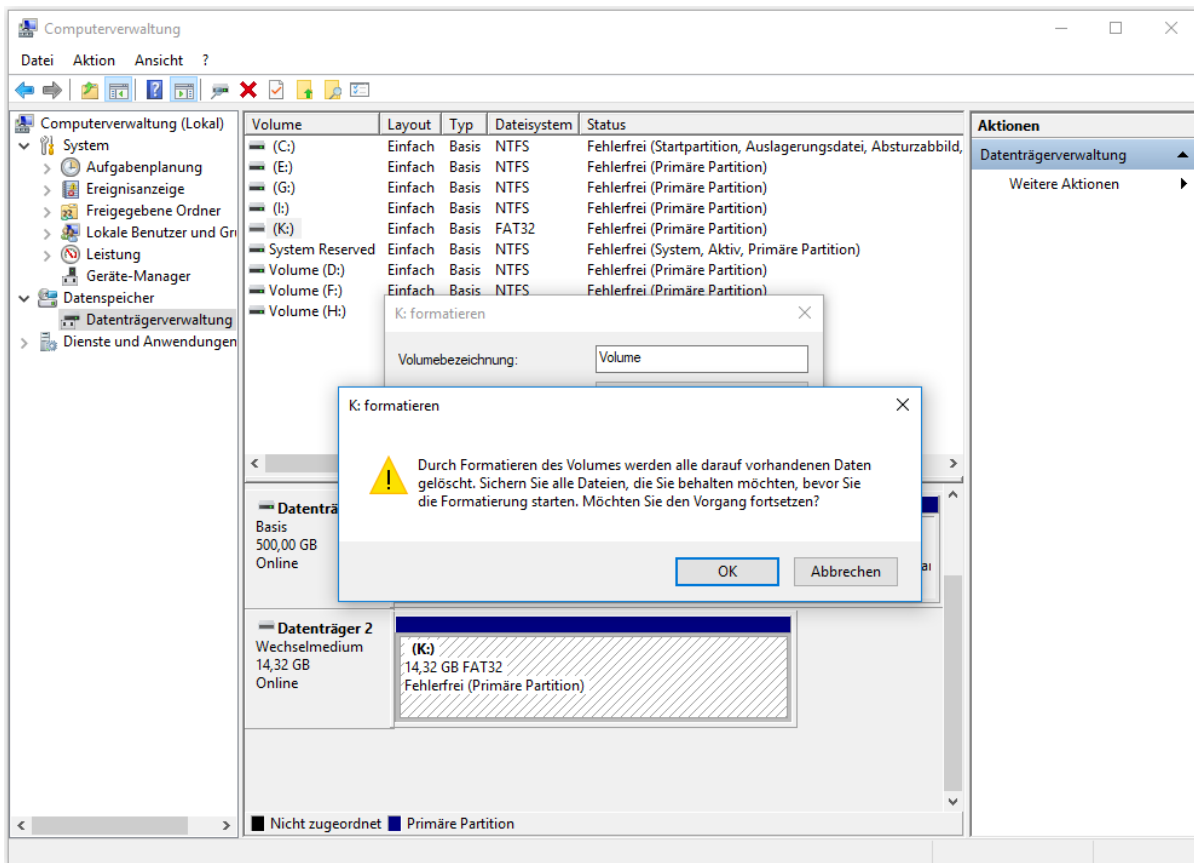 Computerverwaltung
Datei Aktion Ansicht ?
Computerverwaltung (Lokal)
System
Aufgabenplanung
Ereignisanzeige
Freigegebene Ordner
Lokale Benutzer und
Leistung
Geräte-Manager
Datenspeicher
Datenträgerverwaltung
Dienste und Anwendungen
Volume Layout Typ Dateisystem Status
(C:) Einfach Basis NTFS Fehlerfrei (Startpartition, Auslagerungsdatei, Absturzabbild,
(E:) Einfach Basis NTFS Fehlerfrei (Primäre Partition)
(G:) Einfach Basis NTFS Fehlerfrei (Primäre Partition)
(I:) Einfach Basis NTFS Fehlerfrei (Primäre Partition)
(K:) Einfach Basis FAT32 Fehlerfrei (Primäre Partition)
System Reserved Einfach Basis NTFS Fehlerfrei (System, Aktiv, Primäre Partition)
Volume (D:) Einfach Basis NTFS Fehlerfrei (Primäre Partition)
Volume (F:) Einfach Basis NTFS Fehlerfrei (Primäre Partition)
Volume (H:)
K: formatieren
Volumebezeichnung: Volume
K: formatieren
Durch Formatieren des Volumes werden alle darauf vorhandenen Daten
gelöscht. Sichern Sie alle Dateien, die Sie behalten möchten, bevor Sie
die Formatierung starten. Möchten Sie den Vorgang fortsetzen?
OK Abbrechen
Basis
500,00 GB
Online
Datenträger 2
Wechselmedium
14,32 GB
Online
(K:)
14,32 GB FAT32
Fehlerfrei (Primäre Partition)
Nicht zugeordnet Primäre Partition
Aktionen
Datenträgerverwaltung
Weitere Aktionen